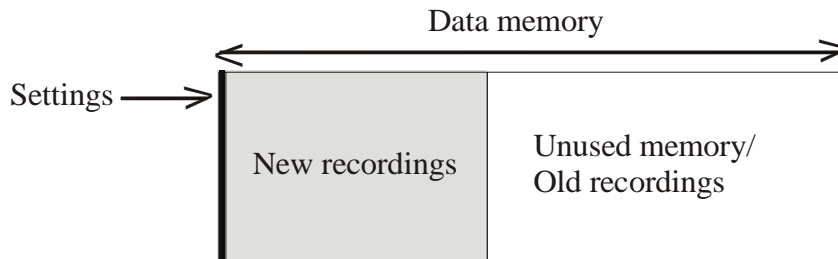 Data memory
Settings
New recordings
Unused memory/
Old recordings